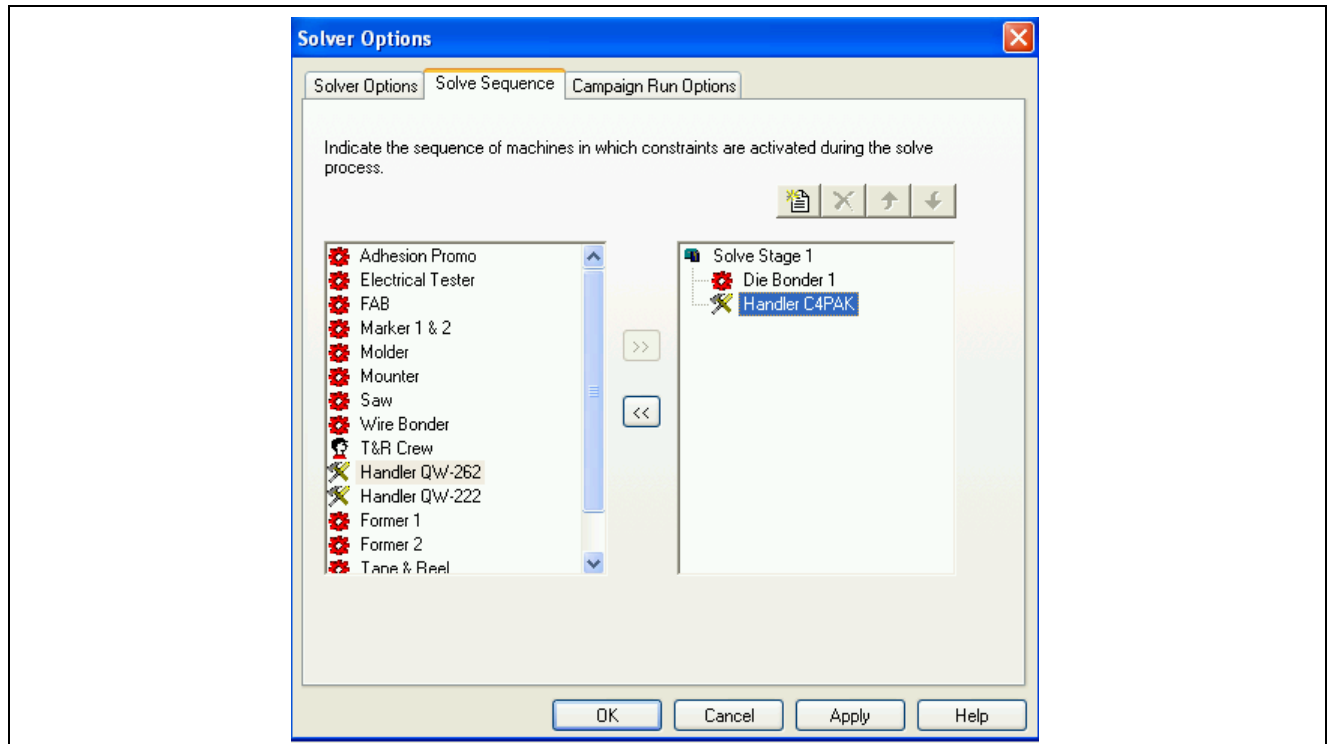 Solver Options
Solver Options Solve Sequence Campaign Run Options
Indicate the sequence of machines in which constraints are activated during the solve
process.
Adhesion Promo
Electrical Tester
FAB
Marker 1 & 2
Molder
Mounter
Saw
Wire Bonder
T&R Crew
Handler QW-262
Handler QW-222
Former 1
Former 2
Tape & Reel
>>
<<
Solve Stage 1
Die Bonder 1
Handler C4PAK
OK Cancel Apply Help